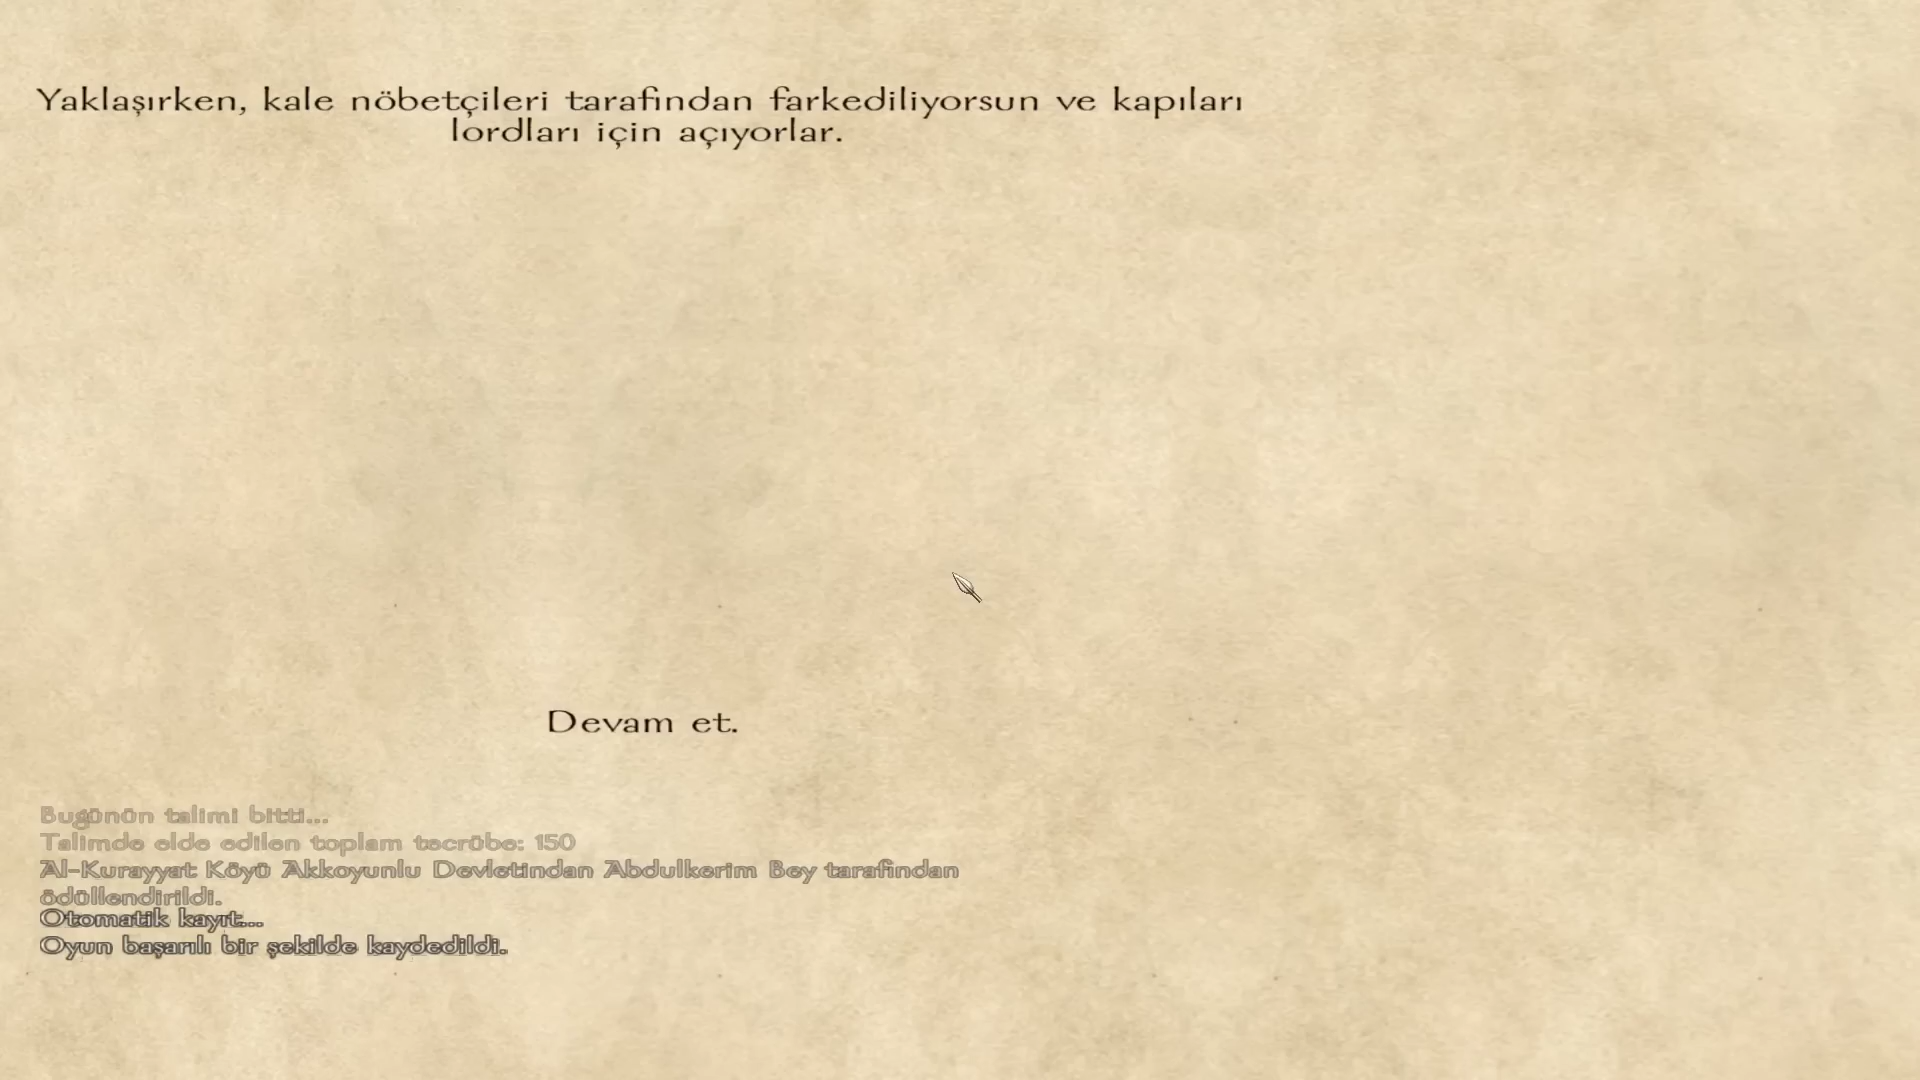 Yaklaşırken, kale nöbetçileri tarafından farkediliyorsun ve kapıları
lordları için açıyorlar.
Devam et.
Bugünün talimi bitti...
Talimde elde edilen toplam tecrübe: 150
Al-Kurayyat Köyü Akkoyunlu Devletindan Abdulkerim Bey tarafından
ödüllendirildi.
Otomatik kayıt...
Oyun başarılı bir şekilde kaydedildi.